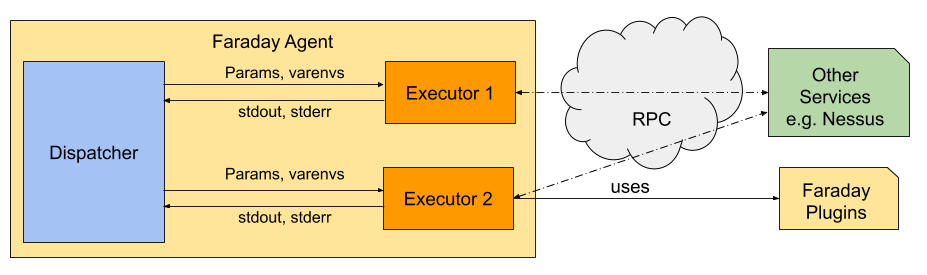 Faraday Agent
Dispatcher
Params, varenvs
stdout, stderr
Executor 1
Params, varenvs
stdout, stderr
Executor 2
RPC
uses
Other
Services
e.g. Nessus
Faraday
Plugins